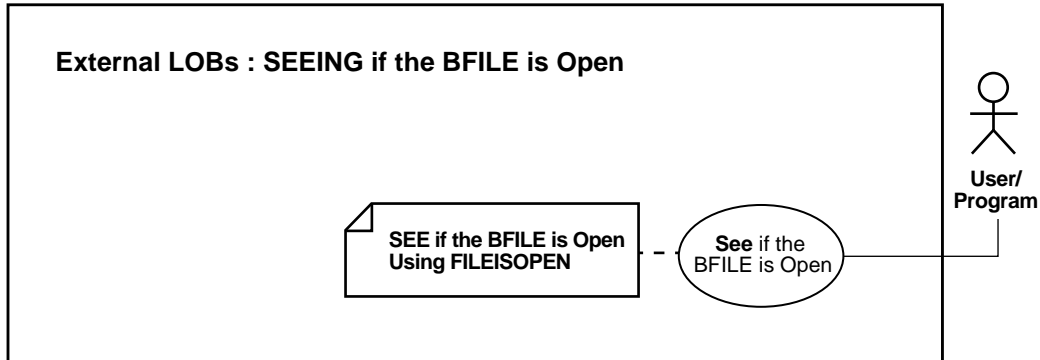 External LOBs : SEEING if the BFILE is Open
User/
Program
SEE if the BFILE is Open
Using FILEISOPEN
See if the
BFILE is Open